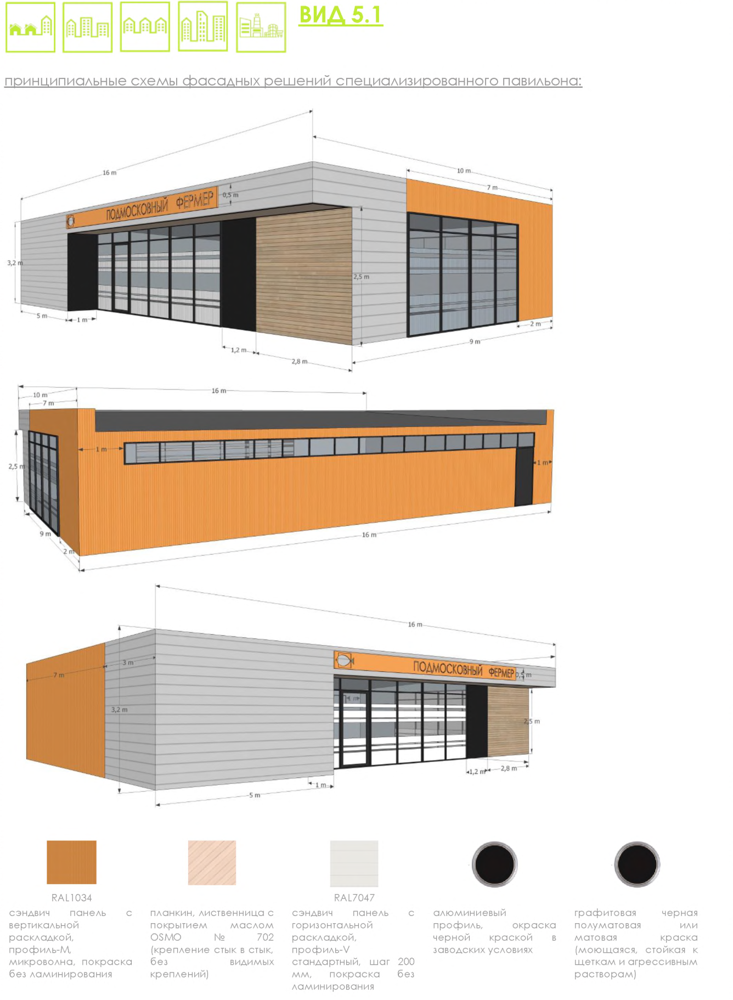 ВИД 5.1
принципиальные схемы фасадных решений специализированного павильона:
16 m
10 m
7 m
0,5 m
ПОДМОСКОВНЫЙ ФЕРМЕР
3,2 m
2,5 m
5 m
1 m
2 m
9 m
1,2 m
2,8 m
16 m
10 m
7 m
1 m
2,5 m
1 m
9 m
2 m
16 m
16 m
3 m
7 m
ПОДМОСКОВНЫЙ ФЕРМЕР
0,5 m
3,2 m
2,5 m
1,2 m
2,8 m
1 m
5 m
RAL1034
сэндвич панель с
вертикальной
раскладкой,
профиль-М,
микроволна, покраска
без ламинирования
планкин, лиственница с
покрытием маслом
OSMO № 702
(крепление стык в стык,
без видимых
креплений)
RAL7047
сэндвич панель с
горизонтальной
раскладкой,
профиль-V
стандартный, шаг 200
мм, покраска без
ламинирования
алюминиевый
профиль, окраска
черной краской в
заводских условиях
графитовая черная
полуматовая или
матовая краска
(моющаяся, стойкая к
щеткам и агрессивным
растворам)